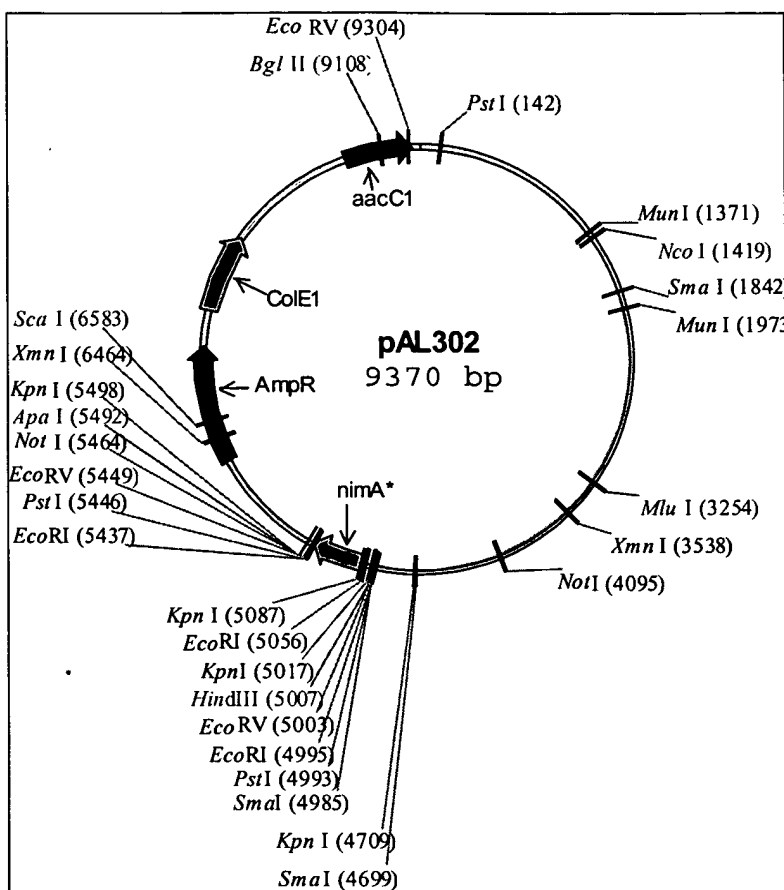 Eco RV (9304)
Bgl II (9108)
Pst I (142)
aacC1
Mun I (1371)
Nco I (1419)
Sma I (1842)
Mun I (1973
ColE1
Sca I (6583)
Xmn I (6464)
Kpn I (5498)
Apa I (5492)
Not I (5464)
EcoRV (5449)
Pst I (5446)
EcoRI (5437)
pAL302
9370 bp
AmpR
nimA*
Mlu I (3254)
Xmn I (3538)
Not I (4095)
Kpn I (5087)
EcoRI (5056)
KpnI (5017)
HindIII (5007)
Eco RV (5003)
EcoRI (4995)
PstI (4993)
SmaI (4985)
Kpn I (4709)
Sma I (4699)